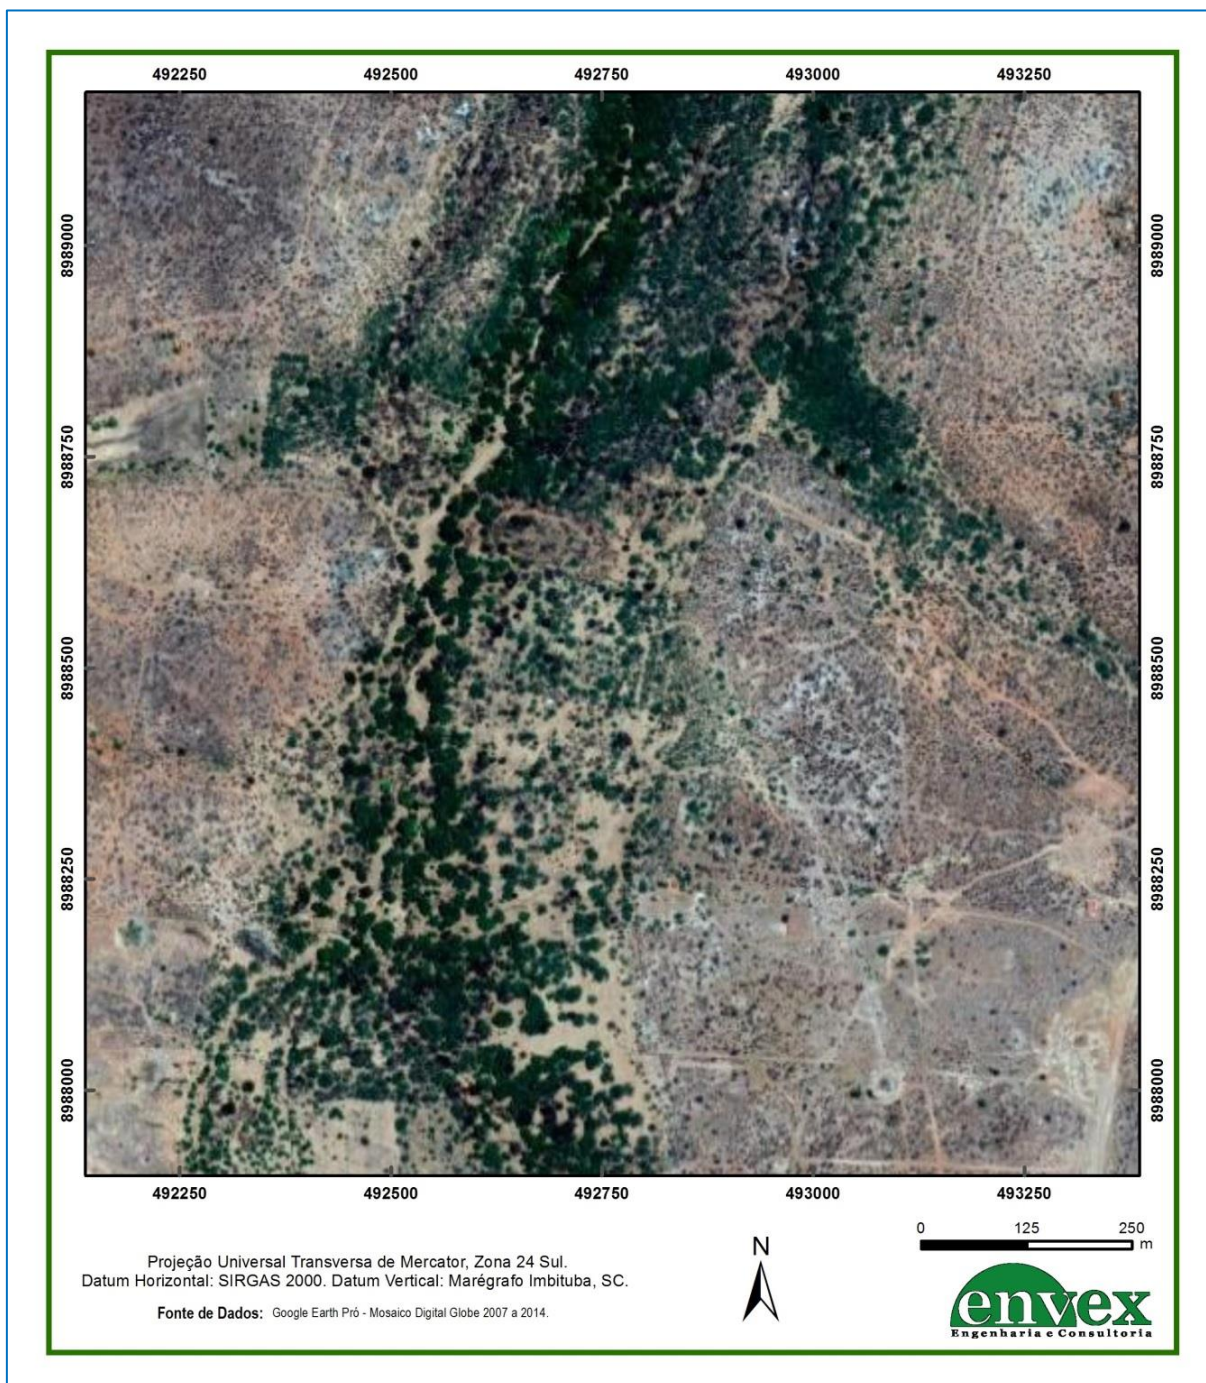 492250 492500 492750 493000 493250
8989000 8989000
8988750 8988750
8988500 8988500
8988250 8988250
8988000 8988000
492250 492500 492750 493000 493250
0 125 250
m
N
Projeção Universal Transversa de Mercator, Zona 24 Sul.
Datum Horizontal: SIRGAS 2000. Datum Vertical: Marégrafo Imbituba, SC.
Fonte de Dados: Google Earth Pró - Mosaico Digital Globe 2007 a 2014.
envex
Engenharia e Consultoria